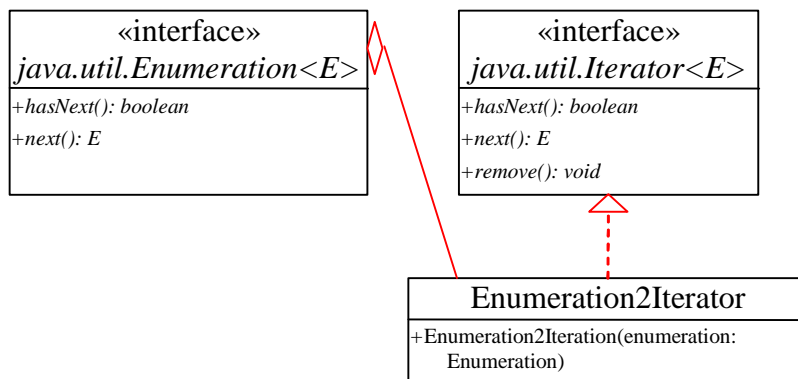 «interface»
java.util.Enumeration<E>
+hasNext(): boolean
+next(): E
«interface»
java.util.Iterator<E>
+hasNext(): boolean
+next(): E
+remove(): void
Enumeration2Iterator
+Enumeration2Iteration(enumeration:
Enumeration)